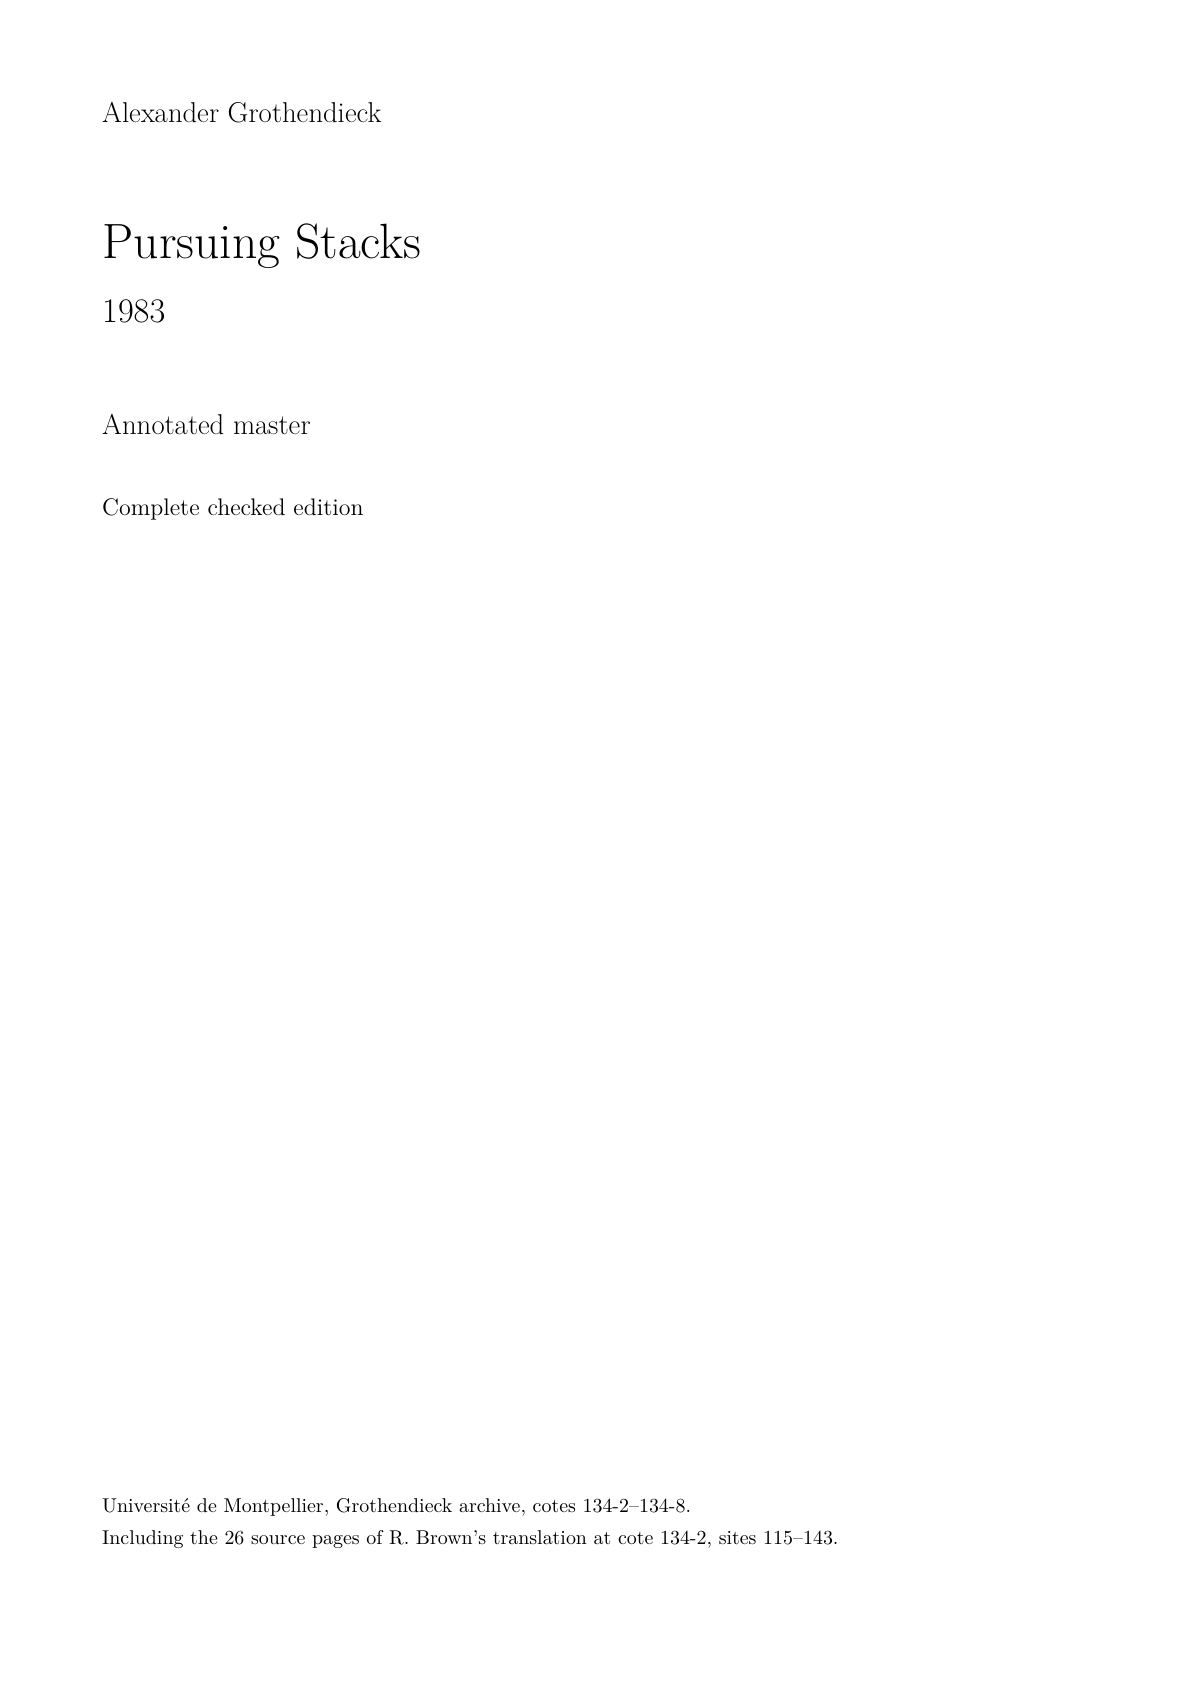 Alexander Grothendieck
Pursuing Stacks
1983
Annotated master
Complete checked edition
Université de Montpellier, Grothendieck archive, cotes 134-2–134-8.
Including the 26 source pages of R. Brown's translation at cote 134-2, sites 115–143.